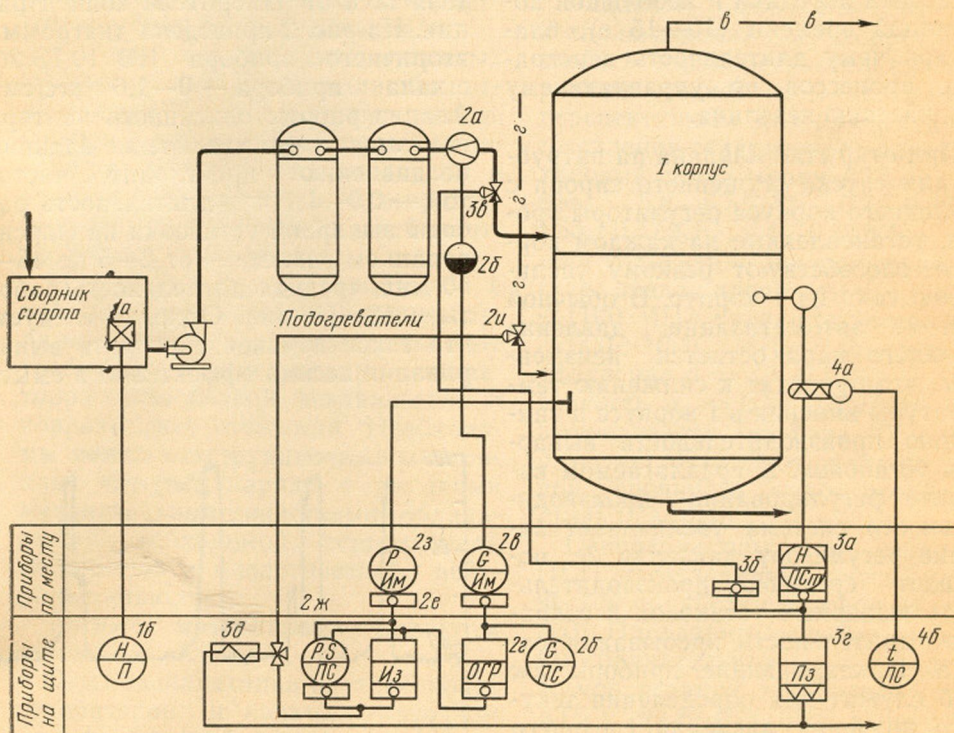 в в
2а
г
I корпус
3в
г
2б
Сборник
сиропа
1а
г
Подогреватели
2и
4а
Приборы
по месту
P
Им
2з
G
Им
2в
3б
H
ПСт
3а
2ж
2е
Приборы
на щите
H
П
1б
3д
P,S
ПС
Из
2г
ОГР
G
ПС
2б
3г
Пз
t
ПС
4б